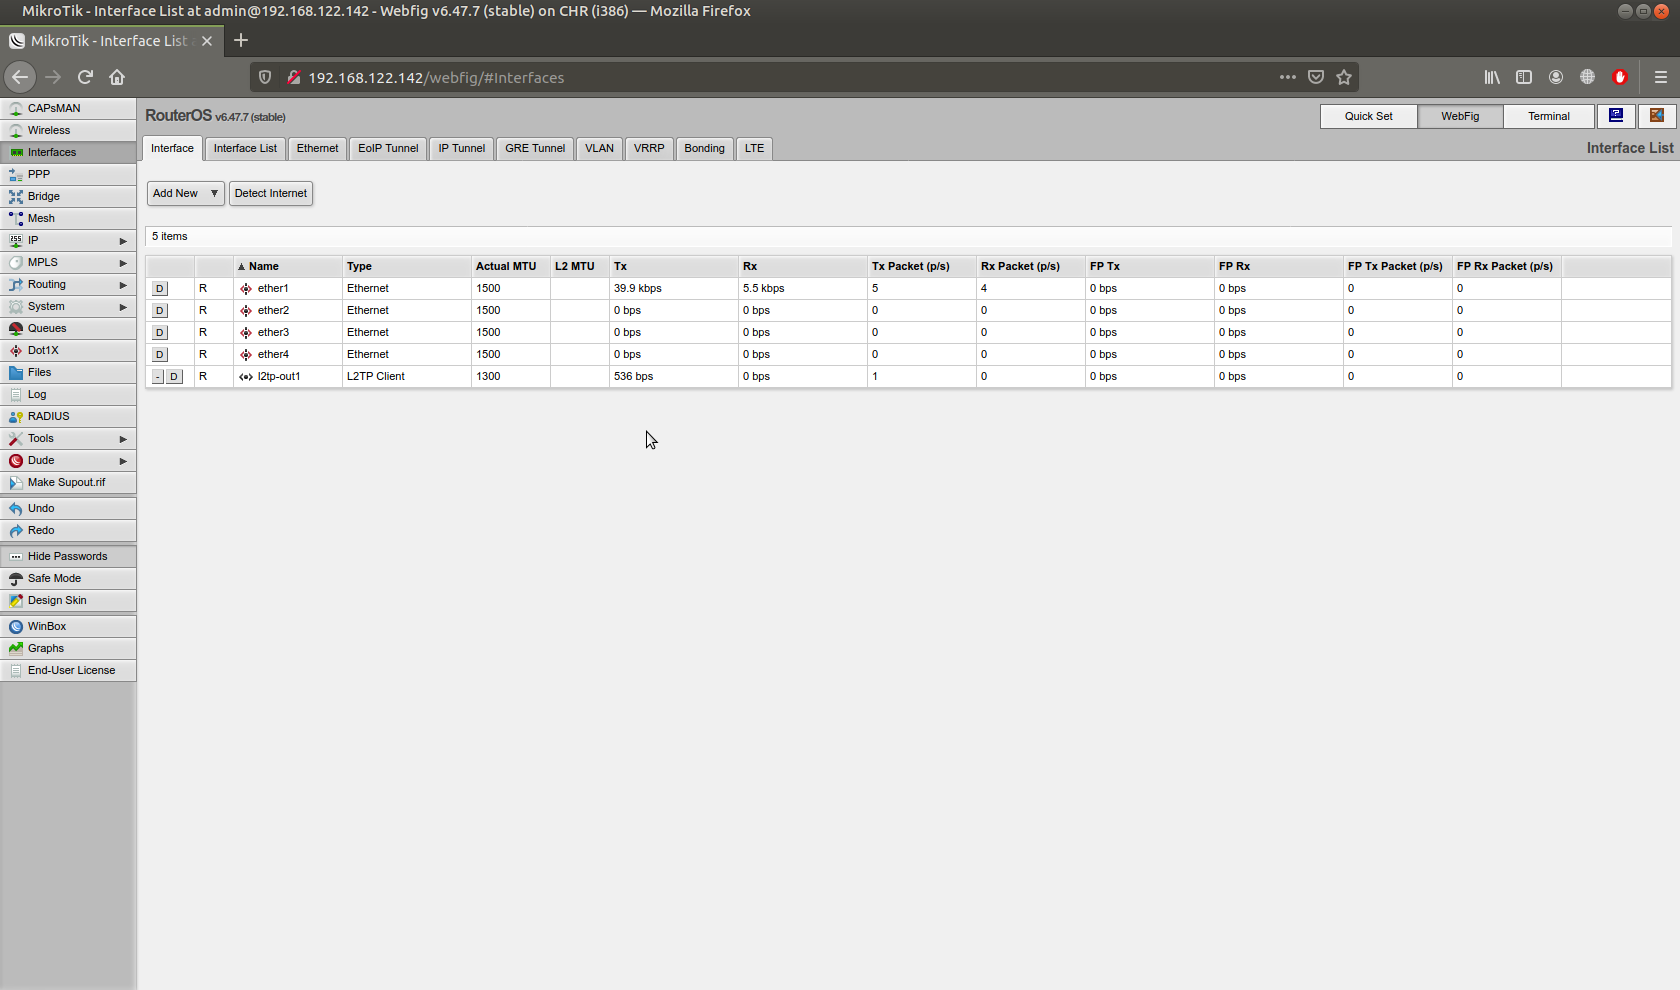 MikroTik - Interface List at admin@192.168.122.142 - Webfig v6.47.7 (stable) on CHR (i386) — Mozilla Firefox
MikroTik - Interface List
192.168.122.142/webfig/#Interfaces
CAPsMAN
Wireless
Interfaces
PPP
Bridge
Mesh
IP
MPLS
Routing
System
Queues
Dot1X
Files
Log
RADIUS
Tools
Dude
Make Supout.rif
Undo
Redo
Hide Passwords
Safe Mode
Design Skin
WinBox
Graphs
End-User License
RouterOS v6.47.7 (stable)
Quick Set WebFig Terminal
Interface Interface List Ethernet EoIP Tunnel IP Tunnel GRE Tunnel VLAN VRRP Bonding LTE
Interface List
Add New ▼ Detect Internet
5 items
▲ Name Type Actual MTU L2 MTU Tx Rx Tx Packet (p/s) Rx Packet (p/s) FP Tx FP Rx FP Tx Packet (p/s) FP Rx Packet (p/s)
D R ether1 Ethernet 1500 39.9 kbps 5.5 kbps 5 4 0 bps 0 bps 0 0
D R ether2 Ethernet 1500 0 bps 0 bps 0 0 0 bps 0 bps 0 0
D R ether3 Ethernet 1500 0 bps 0 bps 0 0 0 bps 0 bps 0 0
D R ether4 Ethernet 1500 0 bps 0 bps 0 0 0 bps 0 bps 0 0
- D R l2tp-out1 L2TP Client 1300 536 bps 0 bps 1 0 0 bps 0 bps 0 0